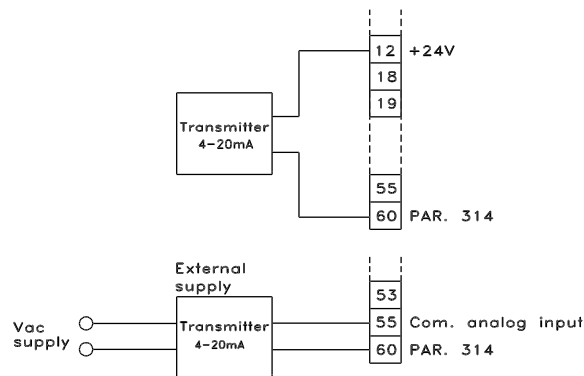 12 +24V
18
19
Transmitter
4-20mA
55
60 PAR. 314
External
supply
53
Vac
supply
Transmitter
4-20mA
55 Com. analog input
60 PAR. 314